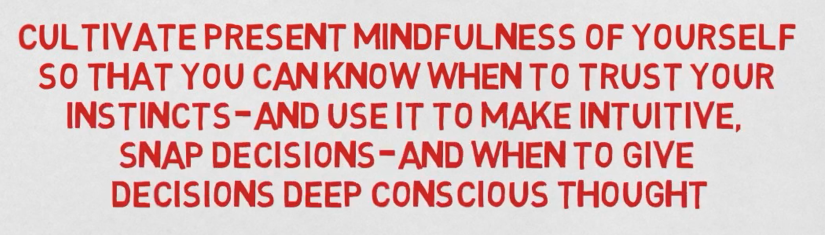 CULTIVATE PRESENT MINDFULNESS OF YOURSELF
SO THAT YOU CAN KNOW WHEN TO TRUST YOUR
INSTINCTS-AND USE IT TO MAKE INTUITIVE,
SNAP DECISIONS-AND WHEN TO GIVE
DECISIONS DEEP CONSCIOUS THOUGHT